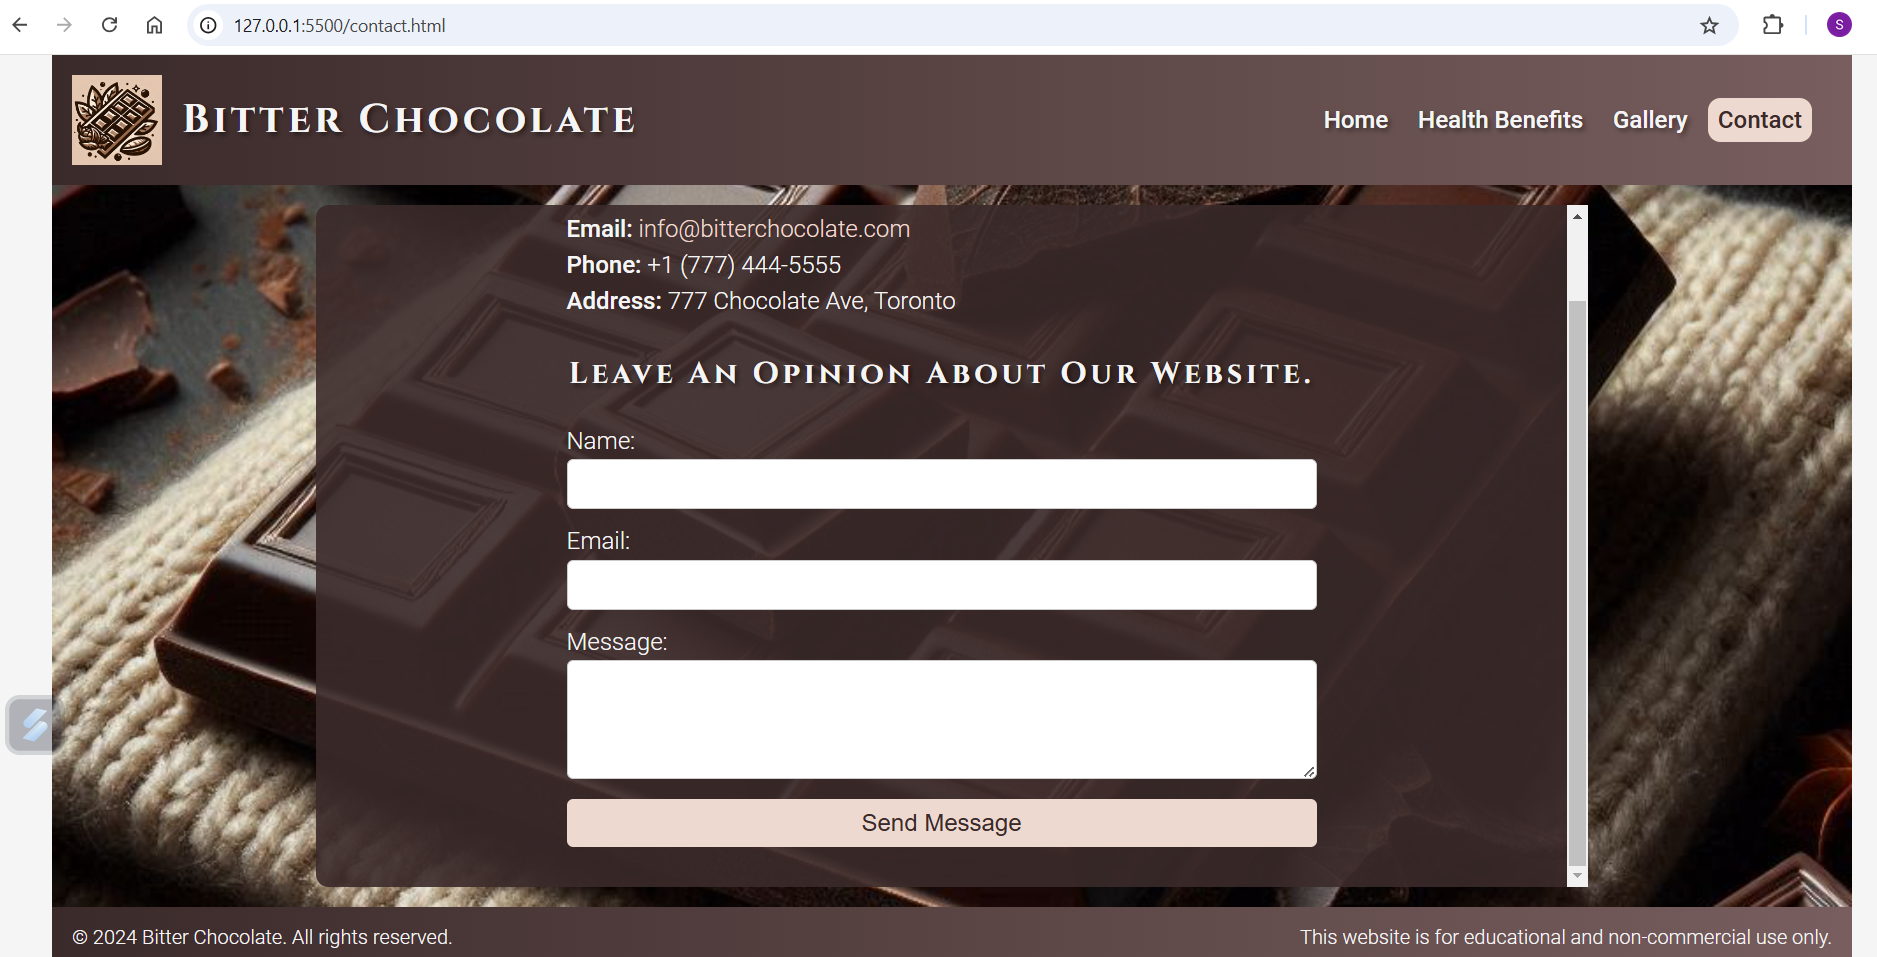 127.0.0.1:5500/contact.html
S
Bitter Chocolate
Home Health Benefits Gallery Contact
Email: info@bitterchocolate.com
Phone: +1 (777) 444-5555
Address: 777 Chocolate Ave, Toronto
Leave An Opinion About Our Website.
Name:
Email:
Message:
Send Message
© 2024 Bitter Chocolate. All rights reserved.
This website is for educational and non-commercial use only.